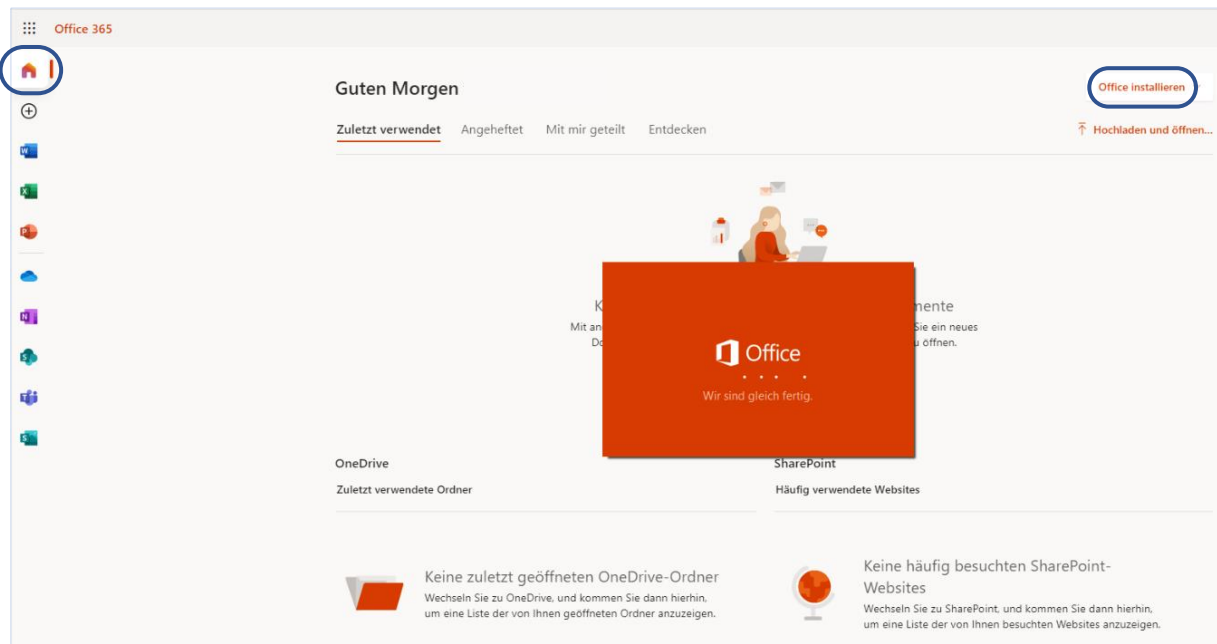 Office 365
Guten Morgen
Office installieren
Zuletzt verwendet Angeheftet Mit mir geteilt Entdecken
Hochladen und öffnen...
Office
Wir sind gleich fertig.
Mit
Sie ein neues
öffnen.
OneDrive
SharePoint
Zuletzt verwendete Ordner
Häufig verwendete Websites
Keine zuletzt geöffneten OneDrive-Ordner
Wechseln Sie zu OneDrive, und kommen Sie dann hierhin,
um eine Liste der von Ihnen geöffneten Ordner anzuzeigen.
Keine häufig besuchten SharePoint-
Websites
Wechseln Sie zu SharePoint, und kommen Sie dann hierhin,
um eine Liste der von Ihnen besuchten Websites anzuzeigen.